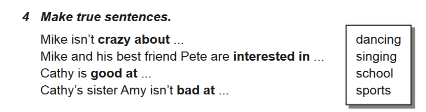 4 Make true sentences.
Mike isn't crazy about ...
Mike and his best friend Pete are interested in ...
Cathy is good at ...
Cathy's sister Amy isn't bad at ...
dancing
singing
school
sports